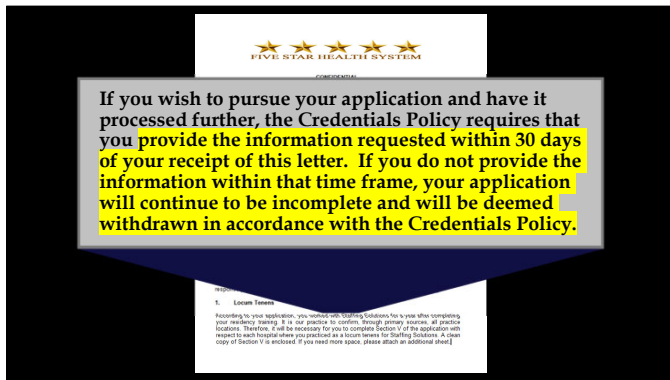 FIVE STAR HEALTH SYSTEM
CONFIDENTIAL
If you wish to pursue your application and have it
processed further, the Credentials Policy requires that
you provide the information requested within 30 days
of your receipt of this letter.  If you do not provide the
information within that time frame, your application
will continue to be incomplete and will be deemed
withdrawn in accordance with the Credentials Policy.
1. Locum Tenens
According to your application, you worked with Staffing Solutions for a year after completing
your residency training. It is our practice to confirm, through primary sources, all practice
locations. Therefore, it will be necessary for you to complete Section V of the application with
respect to each hospital where you practiced as a locum tenens for Staffing Solutions. A clean
copy of Section V is enclosed. If you need more space, please attach an additional sheet.